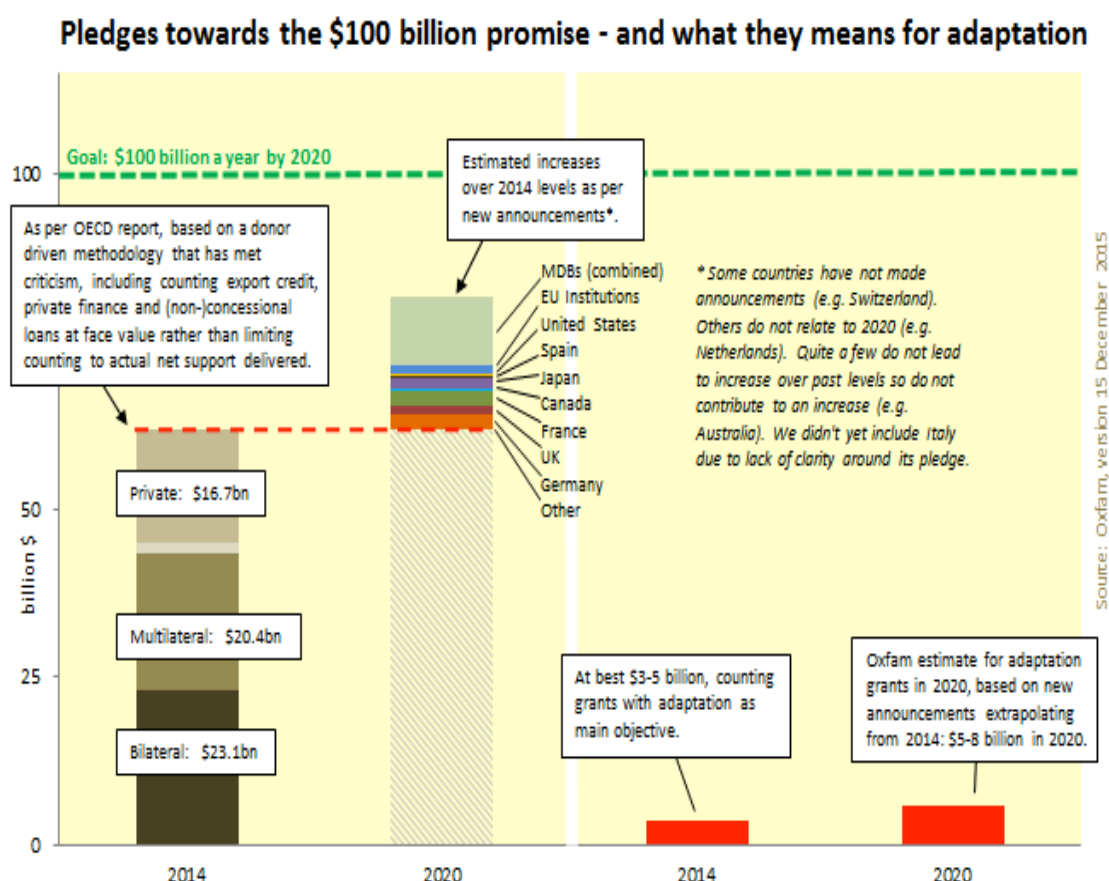 Pledges towards the $100 billion promise - and what they means for adaptation
Goal: $100 billion a year by 2020
100
50
25
0
billion $
As per OECD report, based on a donor
driven methodology that has met
criticism, including counting export credit,
private finance and (non-)concessional
loans at face value rather than limiting
counting to actual net support delivered.
Estimated increases
over 2014 levels as per
new announcements*.
MDBs (combined)
EU Institutions
United States
Spain
Japan
Canada
France
UK
Germany
Other
* Some countries have not made
announcements (e.g. Switzerland).
Others do not relate to 2020 (e.g.
Netherlands). Quite a few do not lead
to increase over past levels so do not
contribute to an increase (e.g.
Australia). We didn't yet include Italy
due to lack of clarity around its pledge.
Private: $16.7bn
Multilateral: $20.4bn
Bilateral: $23.1bn
At best $3-5 billion, counting
grants with adaptation as
main objective.
Oxfam estimate for adaptation
grants in 2020, based on new
announcements extrapolating
from 2014: $5-8 billion in 2020.
2014
2020
2014
2020
Source: Oxfam, version 15 December 2015